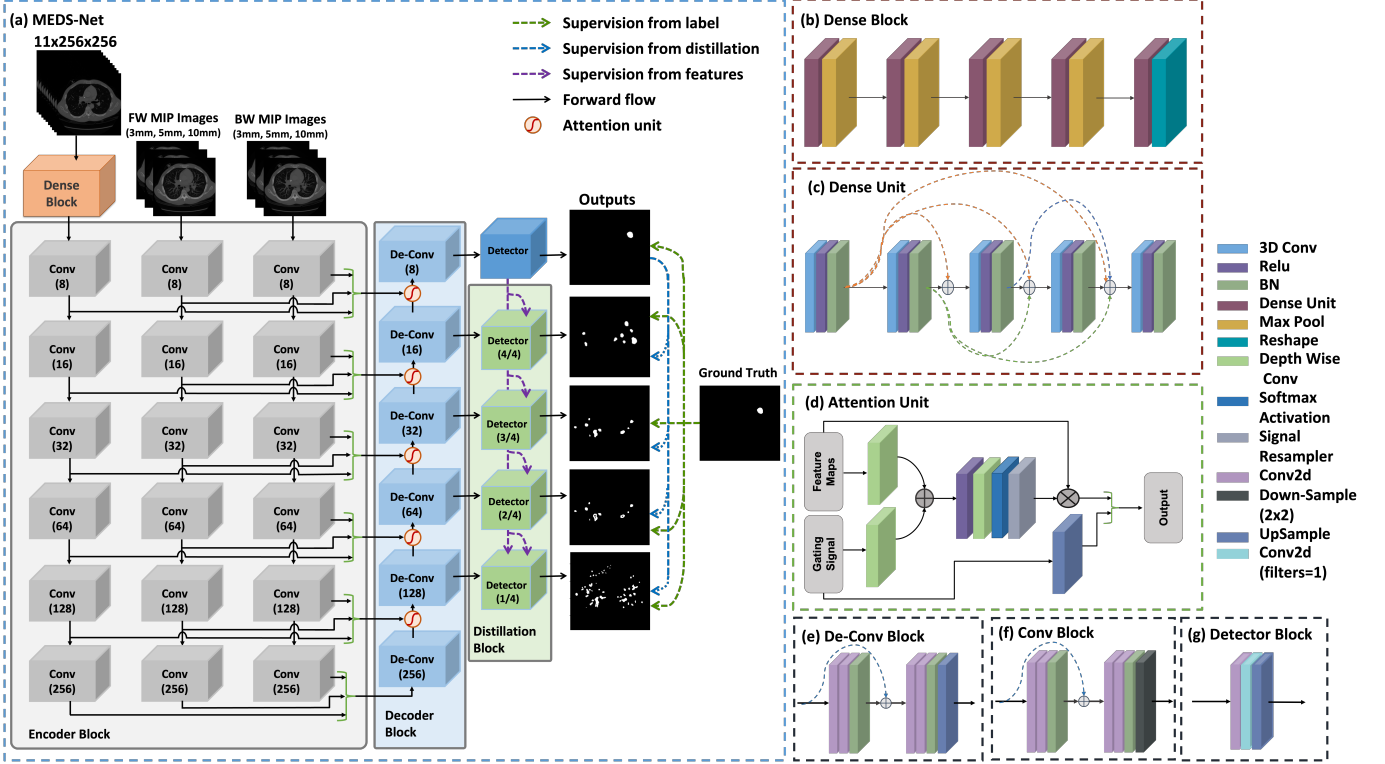 (a) MEDS-Net
11x256x256
FW MIP Images
(3mm, 5mm, 10mm)
BW MIP Images
(3mm, 5mm, 10mm)
Dense
Block
Supervision from label
Supervision from distillation
Supervision from features
Forward flow
Attention unit
Conv
(8)
Conv
(8)
Conv
(8)
Conv
(16)
Conv
(16)
Conv
(16)
Conv
(32)
Conv
(32)
Conv
(32)
Conv
(64)
Conv
(64)
Conv
(64)
Conv
(128)
Conv
(128)
Conv
(128)
Conv
(256)
Conv
(256)
Conv
(256)
Encoder Block
De-Conv
(8)
De-Conv
(16)
De-Conv
(32)
De-Conv
(64)
De-Conv
(128)
De-Conv
(256)
Decoder
Block
Detector
Detector
(4/4)
Detector
(3/4)
Detector
(2/4)
Detector
(1/4)
Distillation
Block
Outputs
Ground Truth
(b) Dense Block
(c) Dense Unit
(d) Attention Unit
Feature
Maps
Gating
Signal
Output
3D Conv
Relu
BN
Dense Unit
Max Pool
Reshape
Depth Wise
Conv
Softmax
Activation
Signal
Resampler
Conv2d
Down-Sample
(2x2)
UpSample
Conv2d
(filters=1)
(e) De-Conv Block
(f) Conv Block
(g) Detector Block